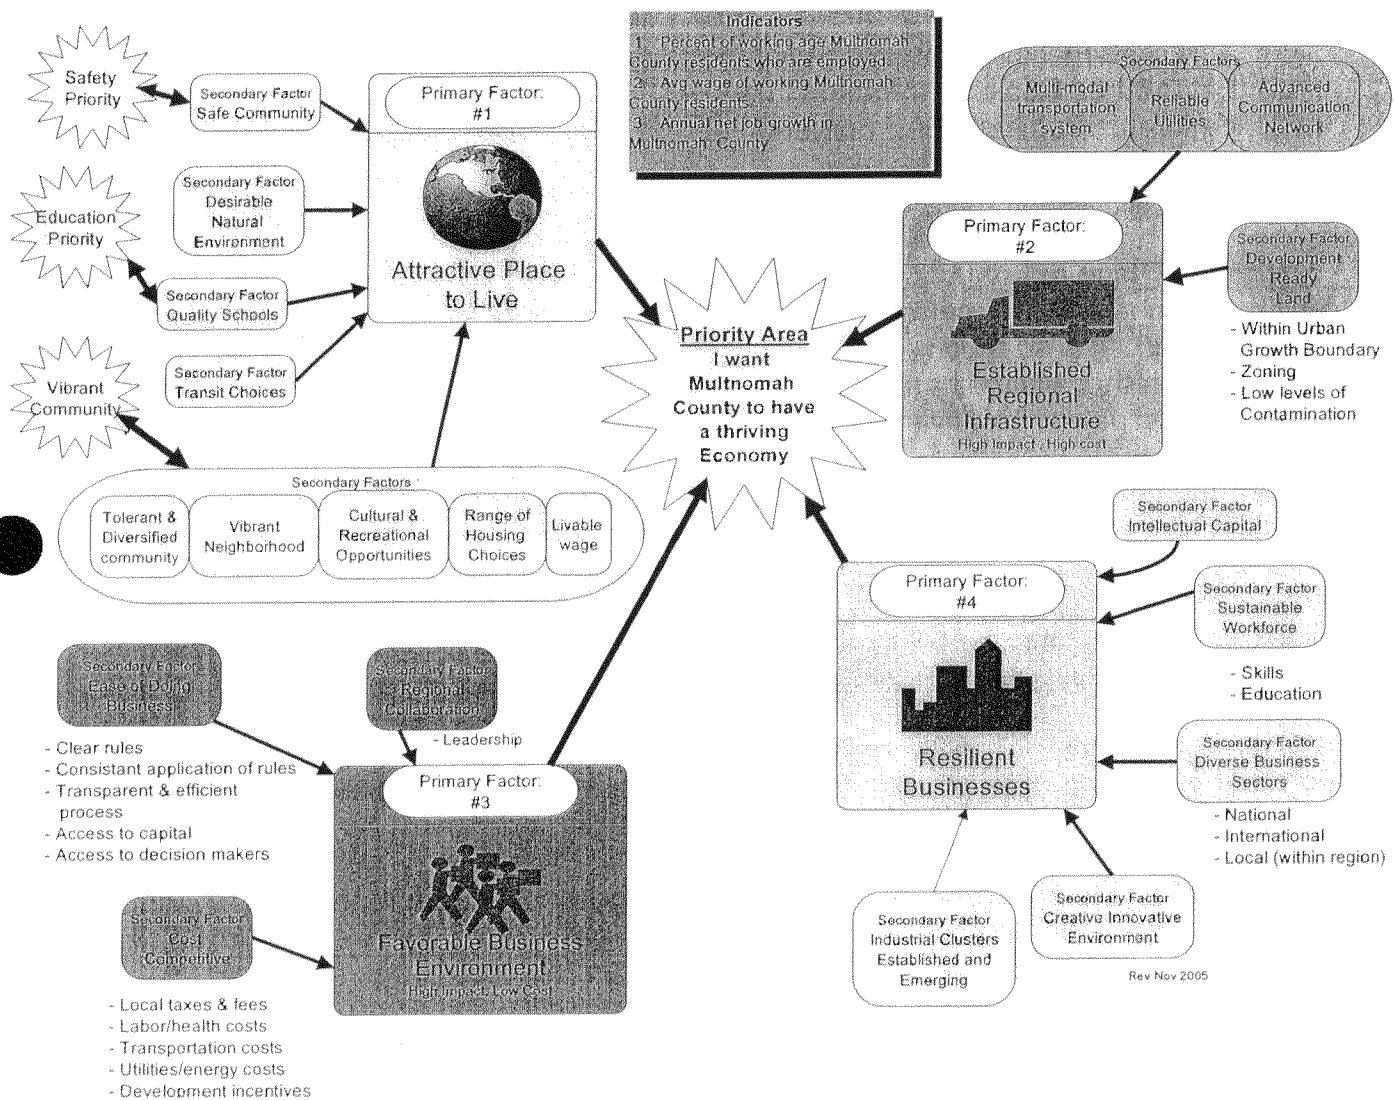 Indicators
1. Percent of working age Multnomah
County residents who are employed.
2. Avg wage of working Multnomah
County residents
3. Annual net job growth in
Multnomah County
Safety
Priority
Secondary Factor
Safe Community
Primary Factor:
#1
Attractive Place
to Live
Secondary Factor
Desirable
Natural
Environment
Education
Priority
Secondary Factor
Quality Schools
Secondary Factor
Transit Choices
Vibrant
Community
Secondary Factors
Tolerant &
Diversified
community
Vibrant
Neighborhood
Cultural &
Recreational
Opportunities
Range of
Housing
Choices
Livable
wage
Priority Area
I want
Multnomah
County to have
a thriving
Economy
Secondary Factors
Multi-modal
transportation
system
Reliable
Utilities
Advanced
Communication
Network
Primary Factor:
#2
Established
Regional
Infrastructure
High Impact, High cost
Secondary Factor
Development
Ready
Land
- Within Urban
Growth Boundary
- Zoning
- Low levels of
Contamination
Secondary Factor
Ease of Doing
Business
- Clear rules
- Consistant application of rules
- Transparent & efficient
process
- Access to capital
- Access to decision makers
Secondary Factor
Regional
Collaboration
- Leadership
Primary Factor:
#3
Favorable Business
Environment
High Impact, Low Cost
Secondary Factor
Cost
Competitive
- Local taxes & fees
- Labor/health costs
- Transportation costs
- Utilities/energy costs
- Development incentives
Primary Factor:
#4
Resilient
Businesses
Secondary Factor
Intellectual Capital
Secondary Factor
Sustainable
Workforce
- Skills
- Education
Secondary Factor
Diverse Business
Sectors
- National
- International
- Local (within region)
Secondary Factor
Industrial Clusters
Established and
Emerging
Secondary Factor
Creative Innovative
Environment
Rev Nov 2005